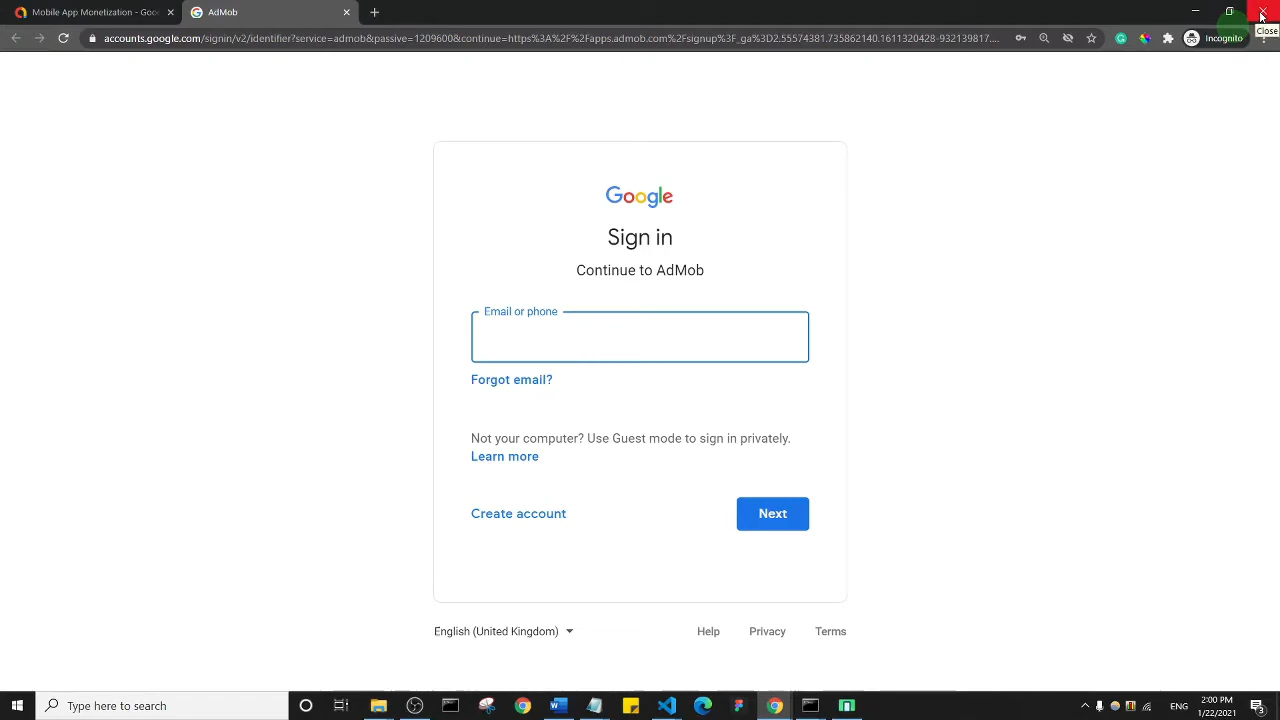 Mobile App Monetization - Goo
AdMob
accounts.google.com/signin/v2/identifier?service=admob&passive=1209600&continue=https%3A%2F%2Fapps.admob.com%2Fsignup%3F_ga%3D2.55574381.735862140.1611320428-932139817....
Incognito
Close
Google
Sign in
Continue to AdMob
Email or phone
Forgot email?
Not your computer? Use Guest mode to sign in privately.
Learn more
Create account
Next
English (United Kingdom)
Help
Privacy
Terms
Type here to search
ENG
2:00 PM
1/22/2021
2